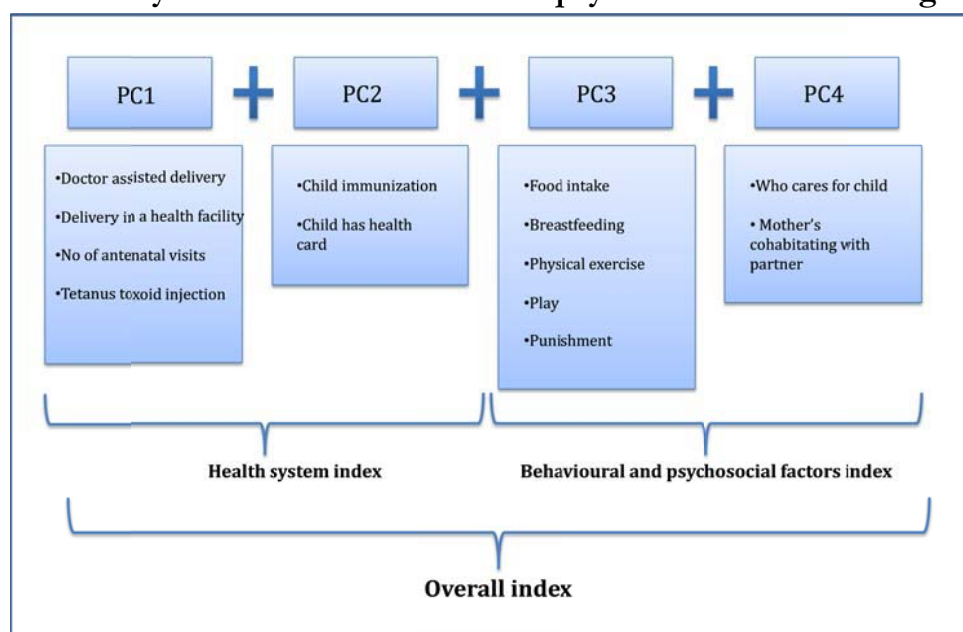 PC1
PC2
PC3
PC4
•Doctor assisted delivery
•Delivery in a health facility
•No of antenatal visits
•Tetanus toxoid injection
•Child immunization
•Child has health
card
•Food intake
•Breastfeeding
•Physical exercise
•Play
•Punishment
•Who cares for child
• Mother's
cohabitating with
partner
Health system index
Behavioural and psychosocial factors index
Overall index